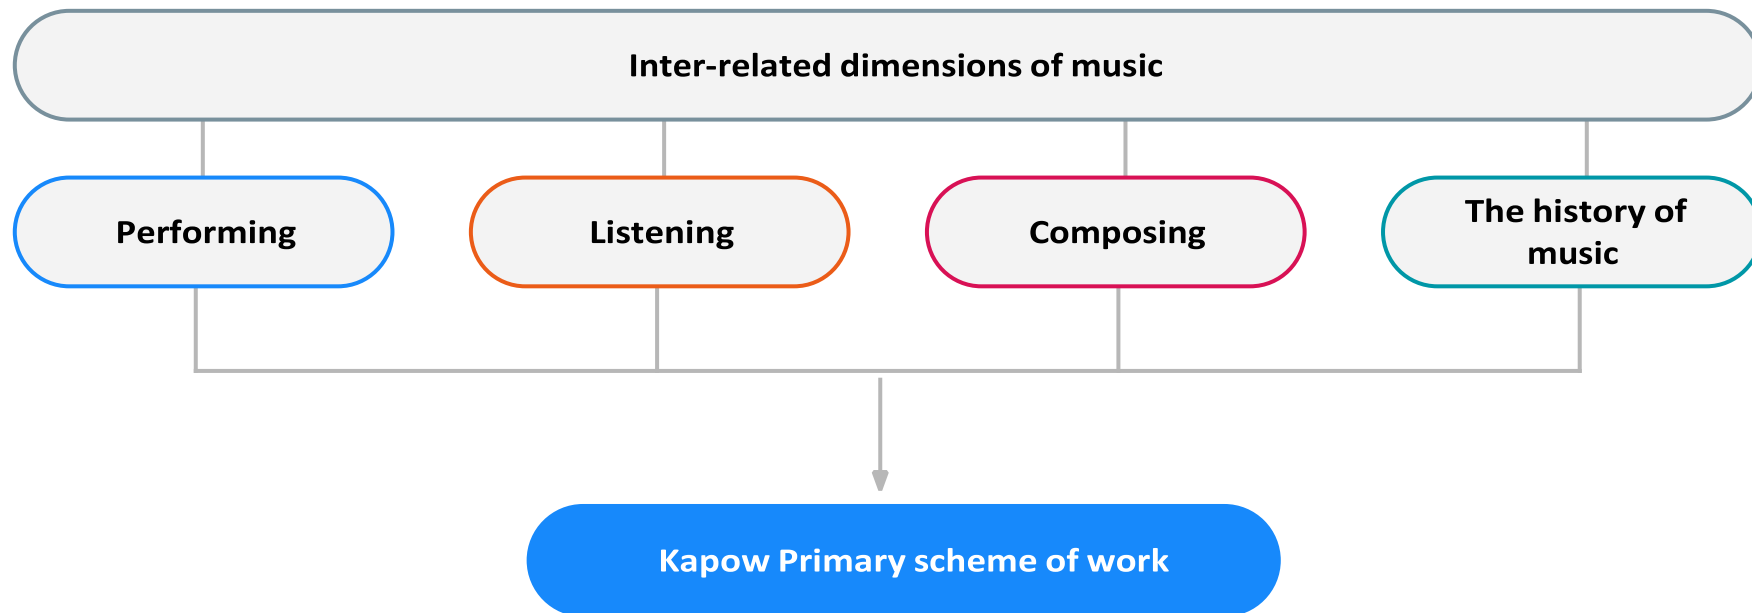 Inter-related dimensions of music
Performing
Listening
Composing
The history of
music
Kapow Primary scheme of work